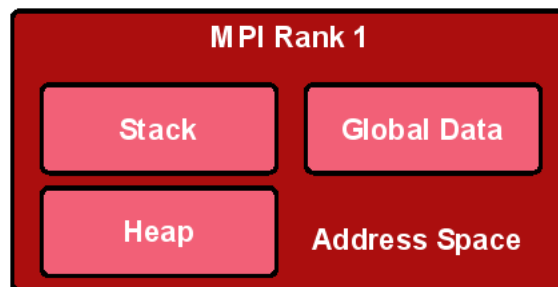 MPI Rank 1
Stack
Global Data
Heap
Address Space